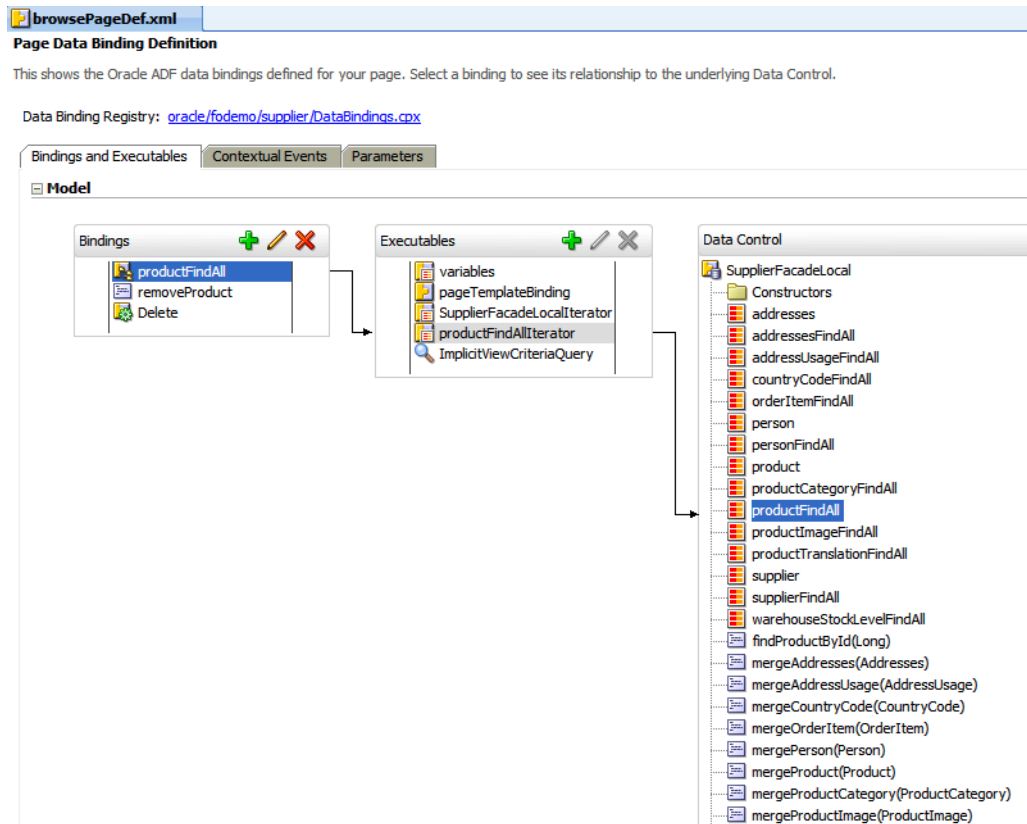 browsePageDef.xml
Page Data Binding Definition
This shows the Oracle ADF data bindings defined for your page. Select a binding to see its relationship to the underlying Data Control.
Data Binding Registry: oracle/fodemo/supplier/DataBindings.cpx
Bindings and Executables Contextual Events Parameters
Model
Bindings
productFindAll
removeProduct
Delete
Executables
variables
pageTemplateBinding
SupplierFacadeLocalIterator
productFindAllIterator
ImplicitViewCriteriaQuery
Data Control
SupplierFacadeLocal
Constructors
addresses
addressesFindAll
addressUsageFindAll
countryCodeFindAll
orderItemFindAll
person
personFindAll
product
productCategoryFindAll
productFindAll
productImageFindAll
productTranslationFindAll
supplier
supplierFindAll
warehouseStockLevelFindAll
findProductById(Long)
mergeAddresses(Addresses)
mergeAddressUsage(AddressUsage)
mergeCountryCode(CountryCode)
mergeOrderItem(OrderItem)
mergePerson(Person)
mergeProduct(Product)
mergeProductCategory(ProductCategory)
mergeProductImage(ProductImage)